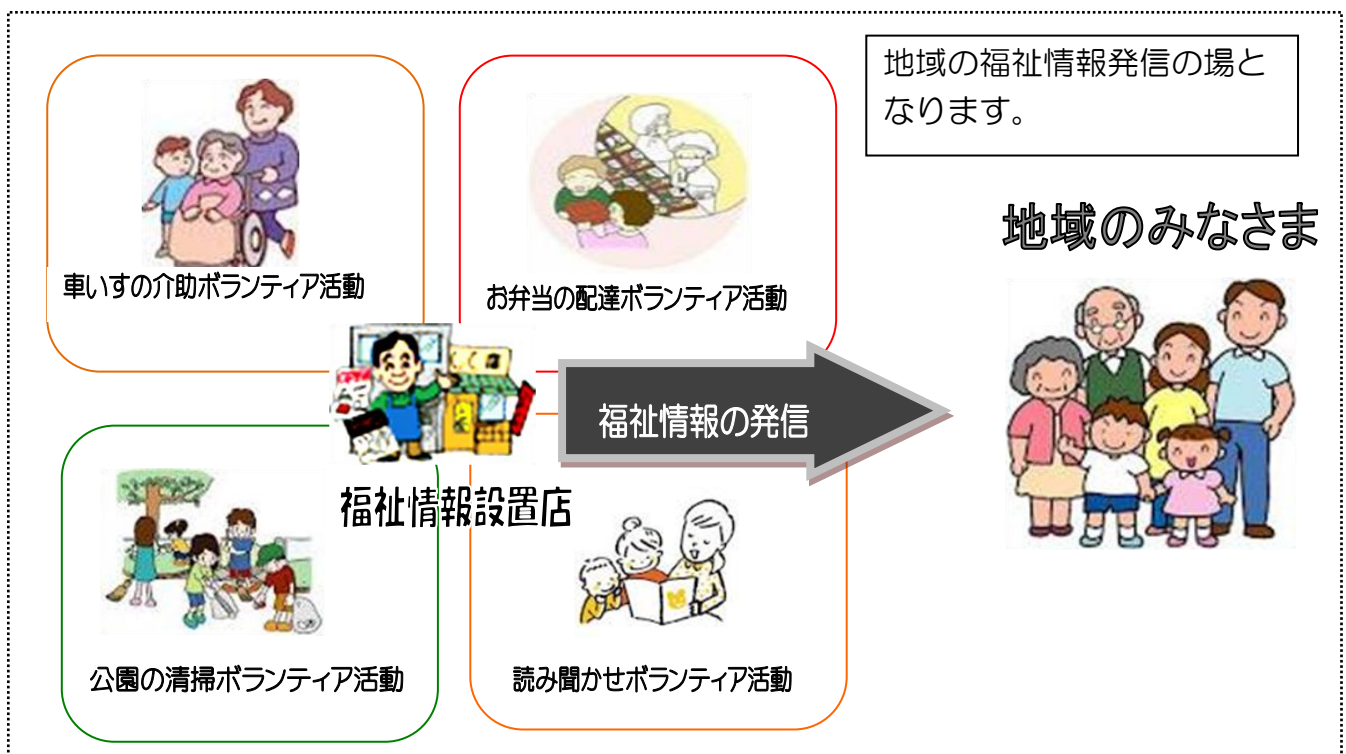 地域の福祉情報発信の場と
なります。
地域のみなさま
車いすの介助ボランティア活動
お弁当の配達ボランティア活動
福祉情報の発信
福祉情報設置店
公園の清掃ボランティア活動
読み聞かせボランティア活動